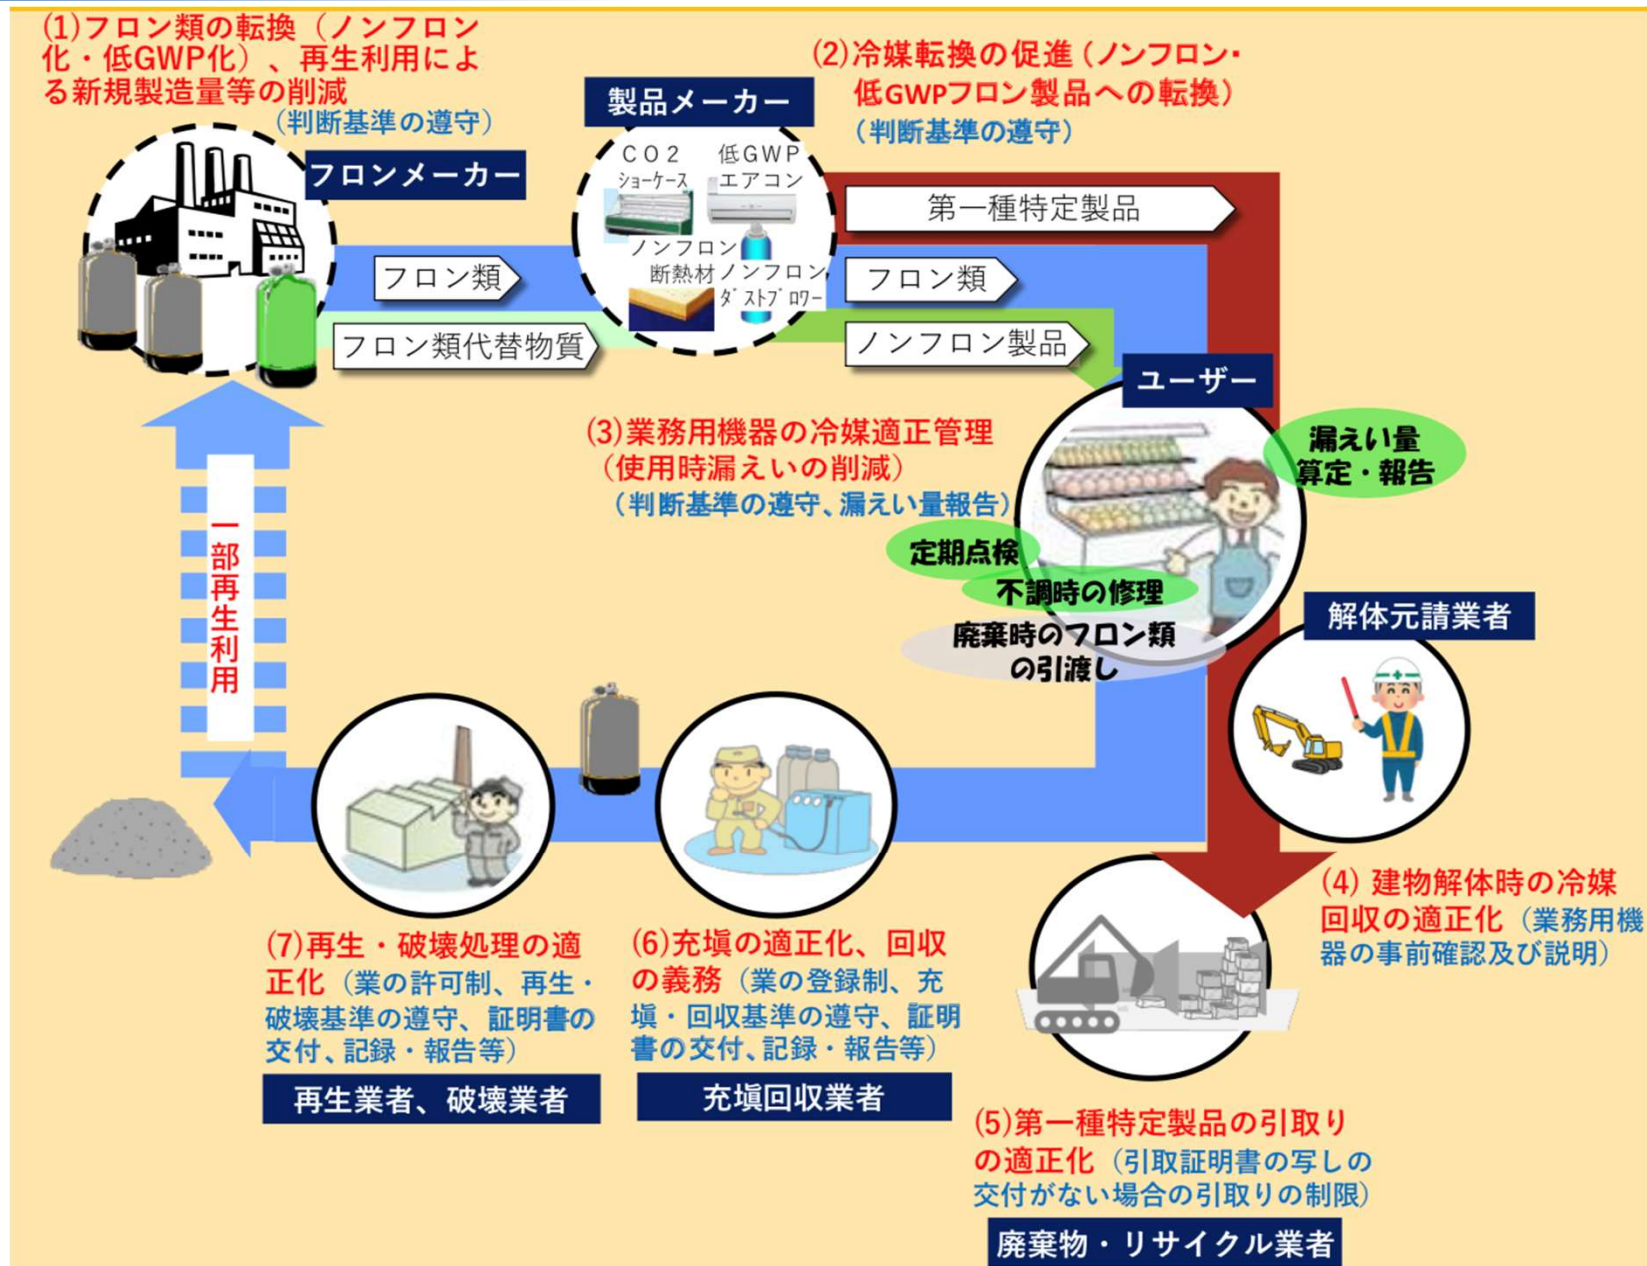 (1)フロン類の転換（ノンフロン
化・低GWP化）、再生利用によ
る新規製造量等の削減
（判断基準の遵守）
フロンメーカー
製品メーカー
(2)冷媒転換の促進（ノンフロン・
低GWPフロン製品への転換）
（判断基準の遵守）
CO2
ショーケース
低GWP
エアコン
ノンフロン
断熱材
ノンフロン
ダストブロワー
第一種特定製品
フロン類
フロン類
フロン類代替物質
ノンフロン製品
ユーザー
(3)業務用機器の冷媒適正管理
（使用時漏えいの削減）
（判断基準の遵守、漏えい量報告）
漏えい量
算定・報告
定期点検
不調時の修理
廃棄時のフロン類
の引渡し
解体元請業者
一部再生利用
(4) 建物解体時の冷媒
回収の適正化（業務用機
器の事前確認及び説明）
(7)再生・破壊処理の適
正化（業の許可制、再生・
破壊基準の遵守、証明書の
交付、記録・報告等）
再生業者、破壊業者
(6)充塡の適正化、回収
の義務（業の登録制、充
塡・回収基準の遵守、証明
書の交付、記録・報告等）
充塡回収業者
(5)第一種特定製品の引取り
の適正化（引取証明書の写しの
交付がない場合の引取りの制限）
廃棄物・リサイクル業者